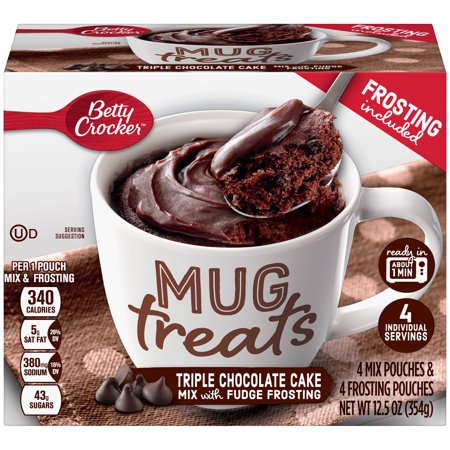 MUG
treats
TRIPLE CHOCOLATE CAKE
Betty
Crocker™
FROSTING
included
U D
SERVING
SUGGESTION
PER 1 POUCH
MIX & FROSTING
340
CALORIES
5g
SAT FAT
26% DV
380mg
SODIUM
16% DV
43g
SUGARS
MUG
treats
TRIPLE CHOCOLATE CAKE
MIX with FUDGE FROSTING
ready in
ABOUT
1 MIN
4
INDIVIDUAL
SERVINGS
4 MIX POUCHES &
4 FROSTING POUCHES
NET WT 12.5 OZ (354g)